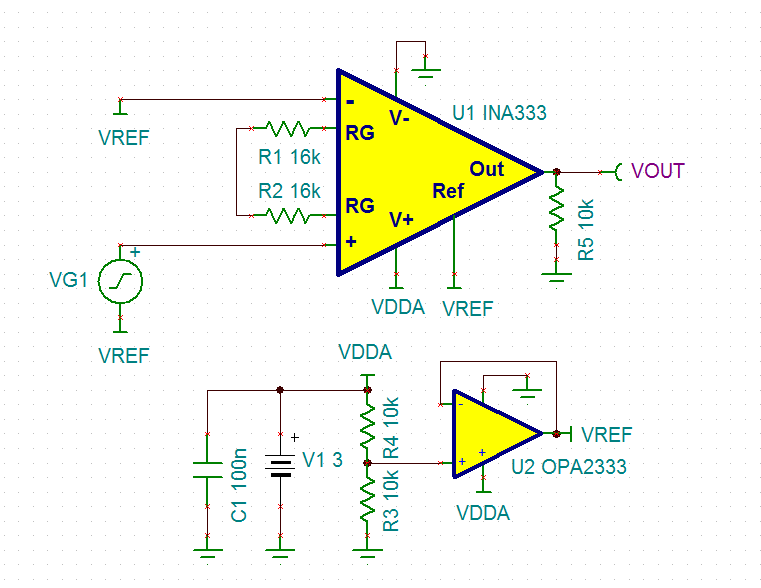 U1 INA333
-
V-
VREF
RG
R1 16k
Out
VOUT
R2 16k
Ref
RG
R5 10k
V+
+
+
VG1
VDDA
VREF
VREF
VDDA
R4 10k
-
VREF
+
V1 3
+
+
U2 OPA2333
C1 100n
R3 10k
VDDA